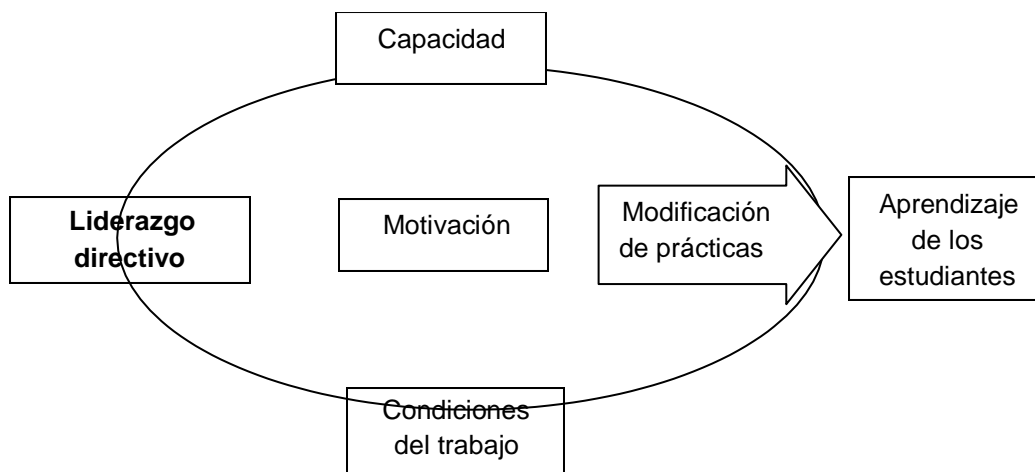 Capacidad
Liderazgo
directivo
Motivación
Modificación
de prácticas
Aprendizaje
de los
estudiantes
Condiciones
del trabajo